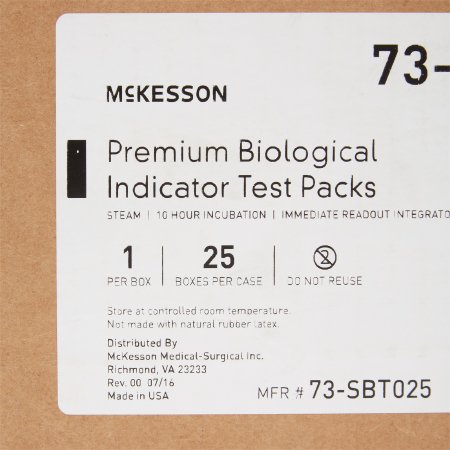 73-
McKESSON
Premium Biological
Indicator Test Packs
STEAM | 10 HOUR INCUBATION | IMMEDIATE READOUT INTEGRATO
1 25
PER BOX BOXES PER CASE DO NOT REUSE
Store at controlled room temperature.
Not made with natural rubber latex.
Distributed By
McKesson Medical-Surgical Inc.
Richmond, VA 23233
Rev. 00 07/16
Made in USA
MFR # 73-SBT025